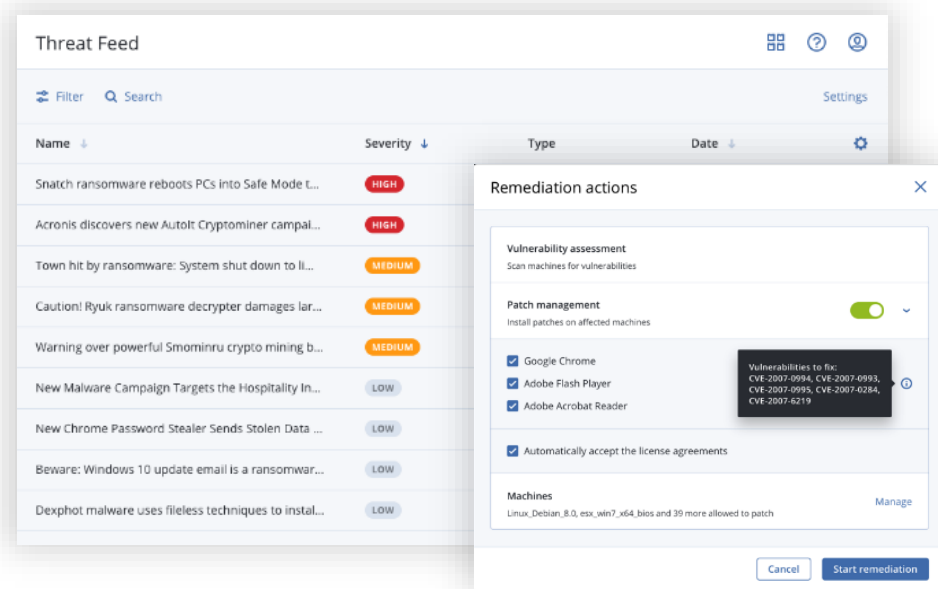 Threat Feed
Filter
Search
Settings
Name
Severity
Type
Date
Snatch ransomware reboots PCs into Safe Mode t...
HIGH
Acronis discovers new AutoIt Cryptominer campai...
HIGH
Town hit by ransomware: System shut down to li...
MEDIUM
Caution! Ryuk ransomware decrypter damages lar...
MEDIUM
Warning over powerful Smominru crypto mining b...
MEDIUM
New Malware Campaign Targets the Hospitality In...
LOW
New Chrome Password Stealer Sends Stolen Data ...
LOW
Beware: Windows 10 update email is a ransomwar...
LOW
Dexphot malware uses fileless techniques to instal...
LOW
Remediation actions
Vulnerability assessment
Scan machines for vulnerabilities
Patch management
Install patches on affected machines
Google Chrome
Adobe Flash Player
Adobe Acrobat Reader
Vulnerabilities to fix:
CVE-2007-0994, CVE-2007-0993,
CVE-2007-0995, CVE-2007-0284,
CVE-2007-6219
Automatically accept the license agreements
Machines
Linux_Debian_8.0, esx_win7_x64_bios and 39 more allowed to patch
Manage
Cancel
Start remediation